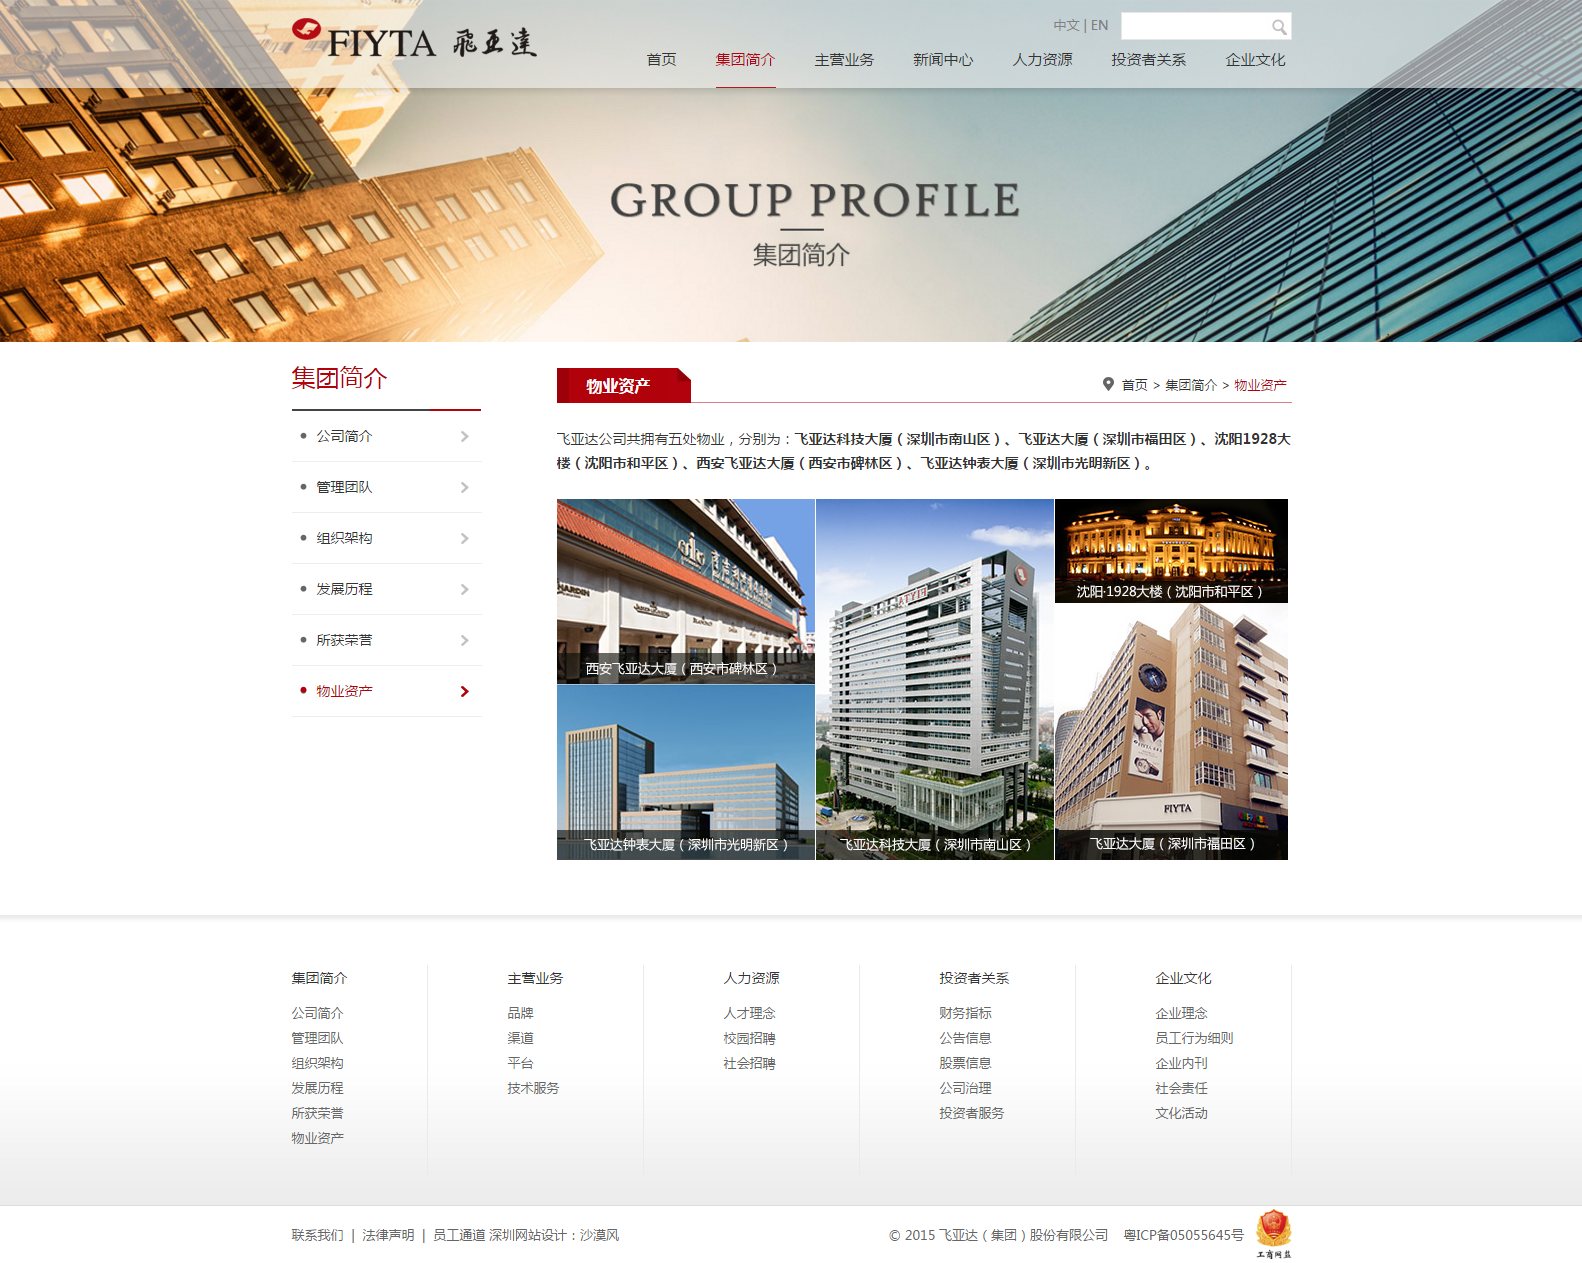 FIYTA 飛亚達
中文 | EN
首页 集团简介 主营业务 新闻中心 人力资源 投资者关系 企业文化
GROUP PROFILE
集团简介
集团简介
公司简介
管理团队
组织架构
发展历程
所获荣誉
物业资产
物业资产
首页 > 集团简介 > 物业资产
飞亚达公司共拥有五处物业，分别为：飞亚达科技大厦（深圳市南山区）、飞亚达大厦（深圳市福田区）、沈阳1928大
楼（沈阳市和平区）、西安飞亚达大厦（西安市碑林区）、飞亚达钟表大厦（深圳市光明新区）。
JARDIN
西安飞亚达大厦（西安市碑林区）
飞亚达钟表大厦（深圳市光明新区）
FIYTA
飞亚达科技大厦（深圳市南山区）
沈阳·1928大楼（沈阳市和平区）
FIYTA
飞亚达大厦（深圳市福田区）
集团简介
公司简介
管理团队
组织架构
发展历程
所获荣誉
物业资产
主营业务
品牌
渠道
平台
技术服务
人力资源
人才理念
校园招聘
社会招聘
投资者关系
财务指标
公告信息
股票信息
公司治理
投资者服务
企业文化
企业理念
员工行为细则
企业内刊
社会责任
文化活动
联系我们 | 法律声明 | 员工通道 深圳网站设计：沙漠风
© 2015 飞亚达（集团）股份有限公司 粤ICP备05055645号
工商网监